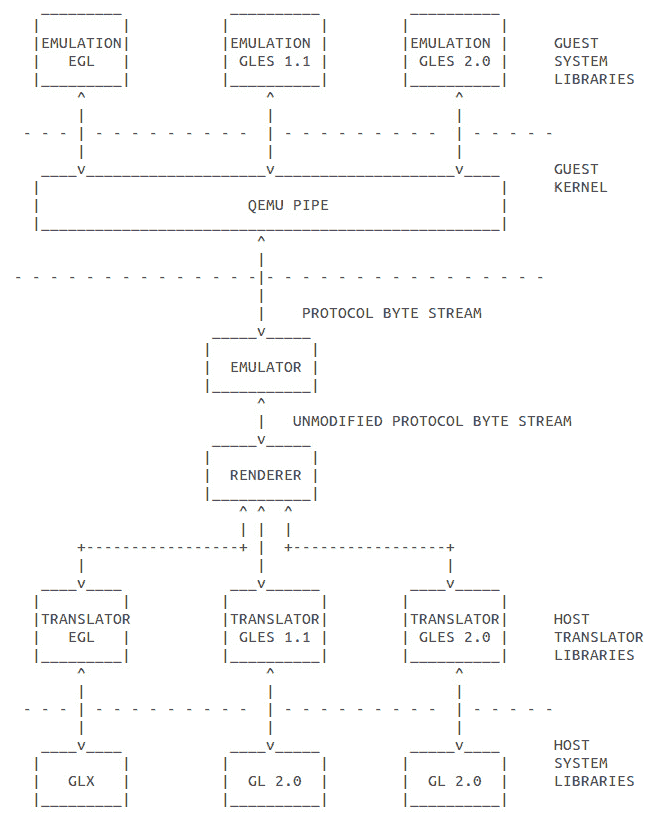 EMULATION EMULATION EMULATION GUEST
EGL GLES 1.1 GLES 2.0 SYSTEM
LIBRARIES
GUEST
KERNEL
QEMU PIPE
PROTOCOL BYTE STREAM
EMULATOR
UNMODIFIED PROTOCOL BYTE STREAM
RENDERER
TRANSLATOR TRANSLATOR TRANSLATOR HOST
EGL GLES 1.1 GLES 2.0 TRANSLATOR
LIBRARIES
HOST
SYSTEM
GLX GL 2.0 GL 2.0 LIBRARIES